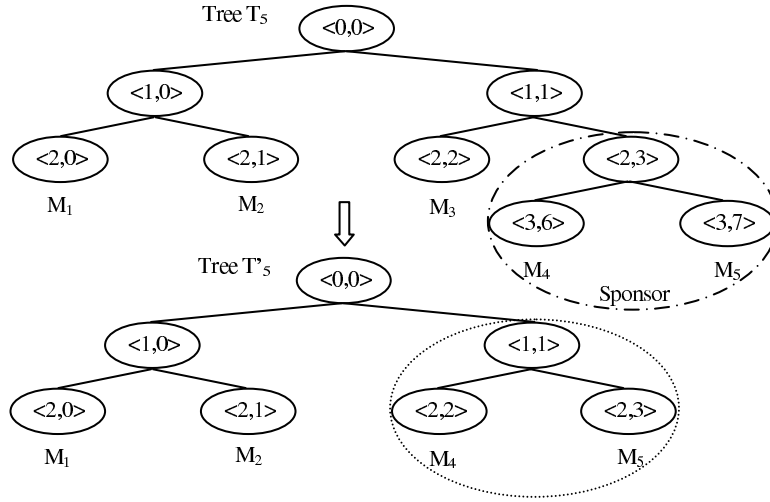 Tree T₅
<0,0>
<1,0> <1,1>
<2,0> <2,1> <2,2> <2,3>
M₁ M₂ M₃
<3,6> <3,7>
M₄ M₅
Sponsor
Tree T'₅
<0,0>
<1,0> <1,1>
<2,0> <2,1> <2,2> <2,3>
M₁ M₂ M₄ M₅